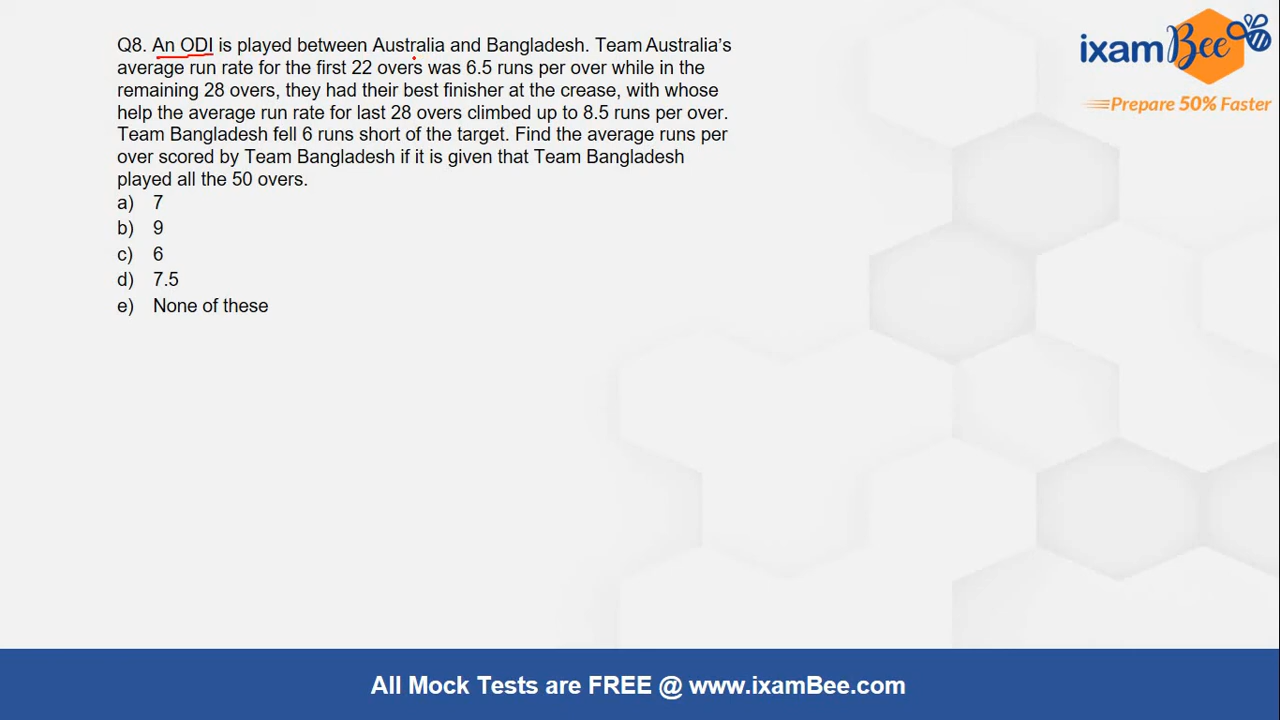 Q8. An ODI is played between Australia and Bangladesh. Team Australia's
average run rate for the first 22 overs was 6.5 runs per over while in the
remaining 28 overs, they had their best finisher at the crease, with whose
help the average run rate for last 28 overs climbed up to 8.5 runs per over.
Team Bangladesh fell 6 runs short of the target. Find the average runs per
over scored by Team Bangladesh if it is given that Team Bangladesh
played all the 50 overs.
a) 7
b) 9
c) 6
d) 7.5
e) None of these
ixamBee
Prepare 50% Faster
All Mock Tests are FREE @ www.ixamBee.com